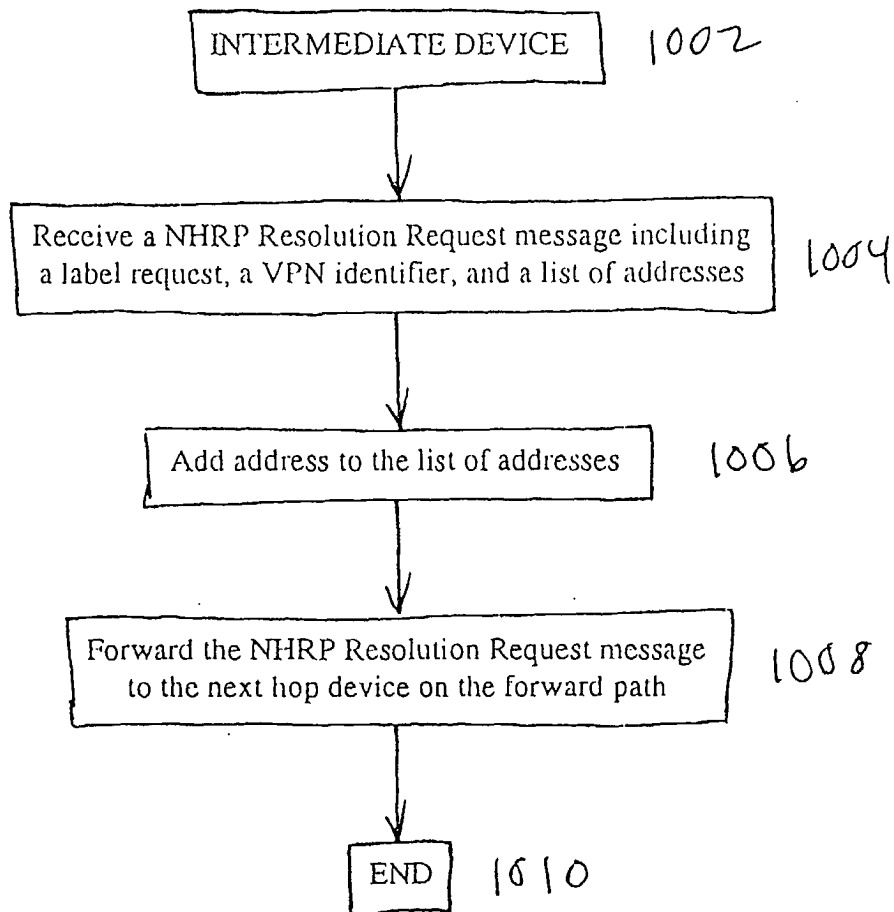 INTERMEDIATE DEVICE 1002
Receive a NHRP Resolution Request message including
a label request, a VPN identifier, and a list of addresses
1004
Add address to the list of addresses 1006
Forward the NHRP Resolution Request message
to the next hop device on the forward path
1008
END 1010